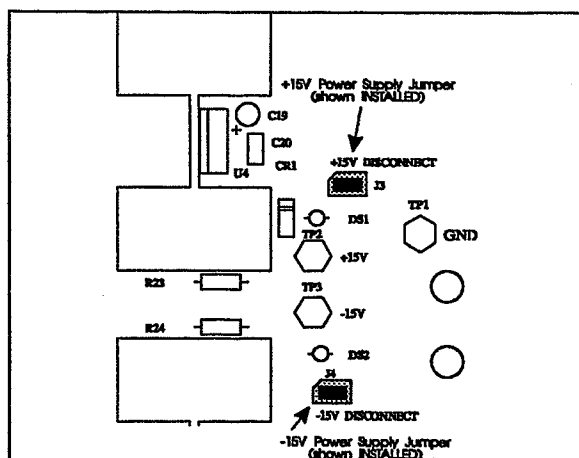 +15V Power Supply Jumper
(shown INSTALLED)
C19
+
C20
U4
CR1
+15V DISCONNECT
J3
TP1
DS1
TP2
GND
+15V
R23
TP3
-15V
R24
DS2
J4
-15V DISCONNECT
-15V Power Supply Jumper
(shown INSTALLED)